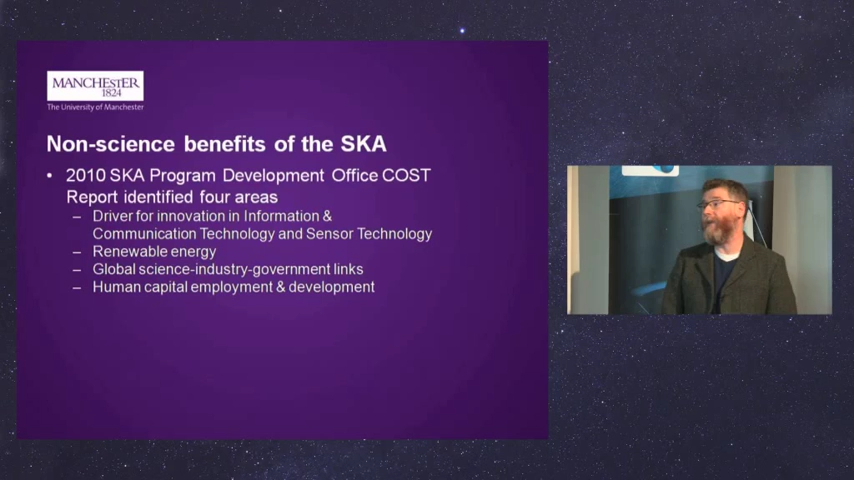 MANCHESTER
1824
The University of Manchester
Non-science benefits of the SKA
• 2010 SKA Program Development Office COST
Report identified four areas
– Driver for innovation in Information &
Communication Technology and Sensor Technology
– Renewable energy
– Global science-industry-government links
– Human capital employment & development